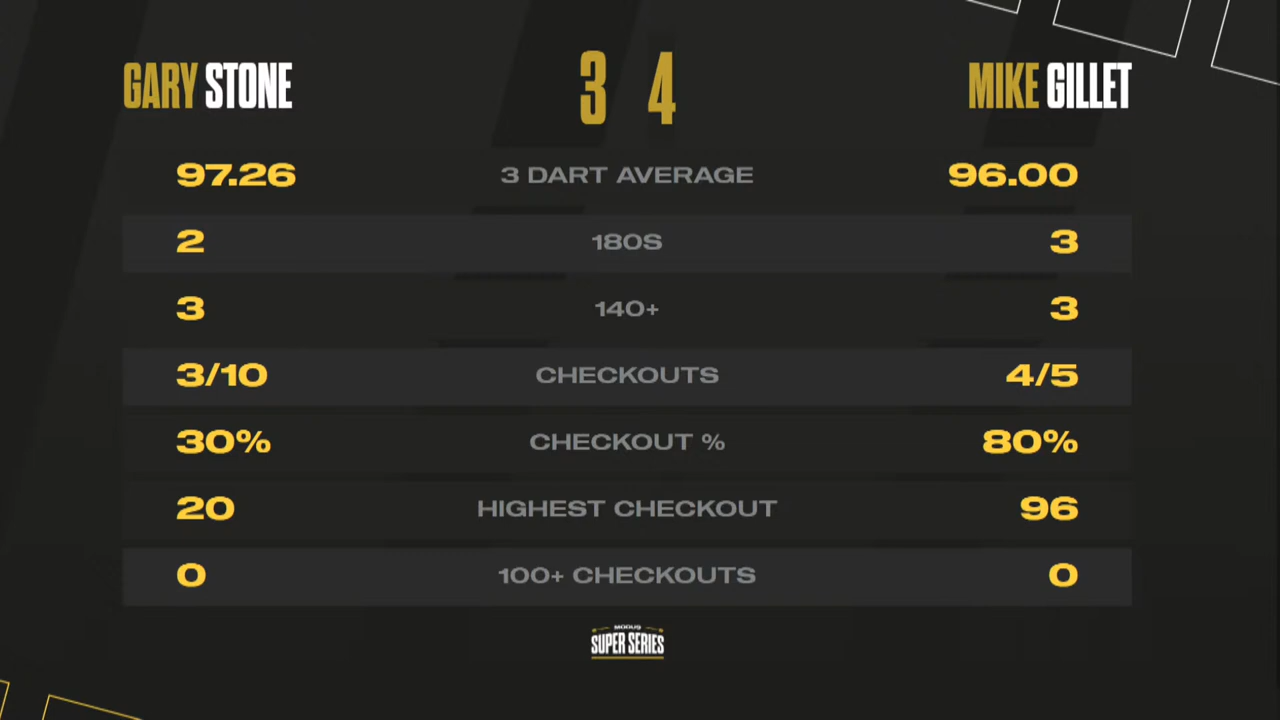 GARY STONE 3 4 MIKE GILLET
97.26 3 DART AVERAGE 96.00
2 180S 3
3 140+ 3
3/10 CHECKOUTS 4/5
30% CHECKOUT % 80%
20 HIGHEST CHECKOUT 96
0 100+ CHECKOUTS 0
MODUS
SUPER SERIES